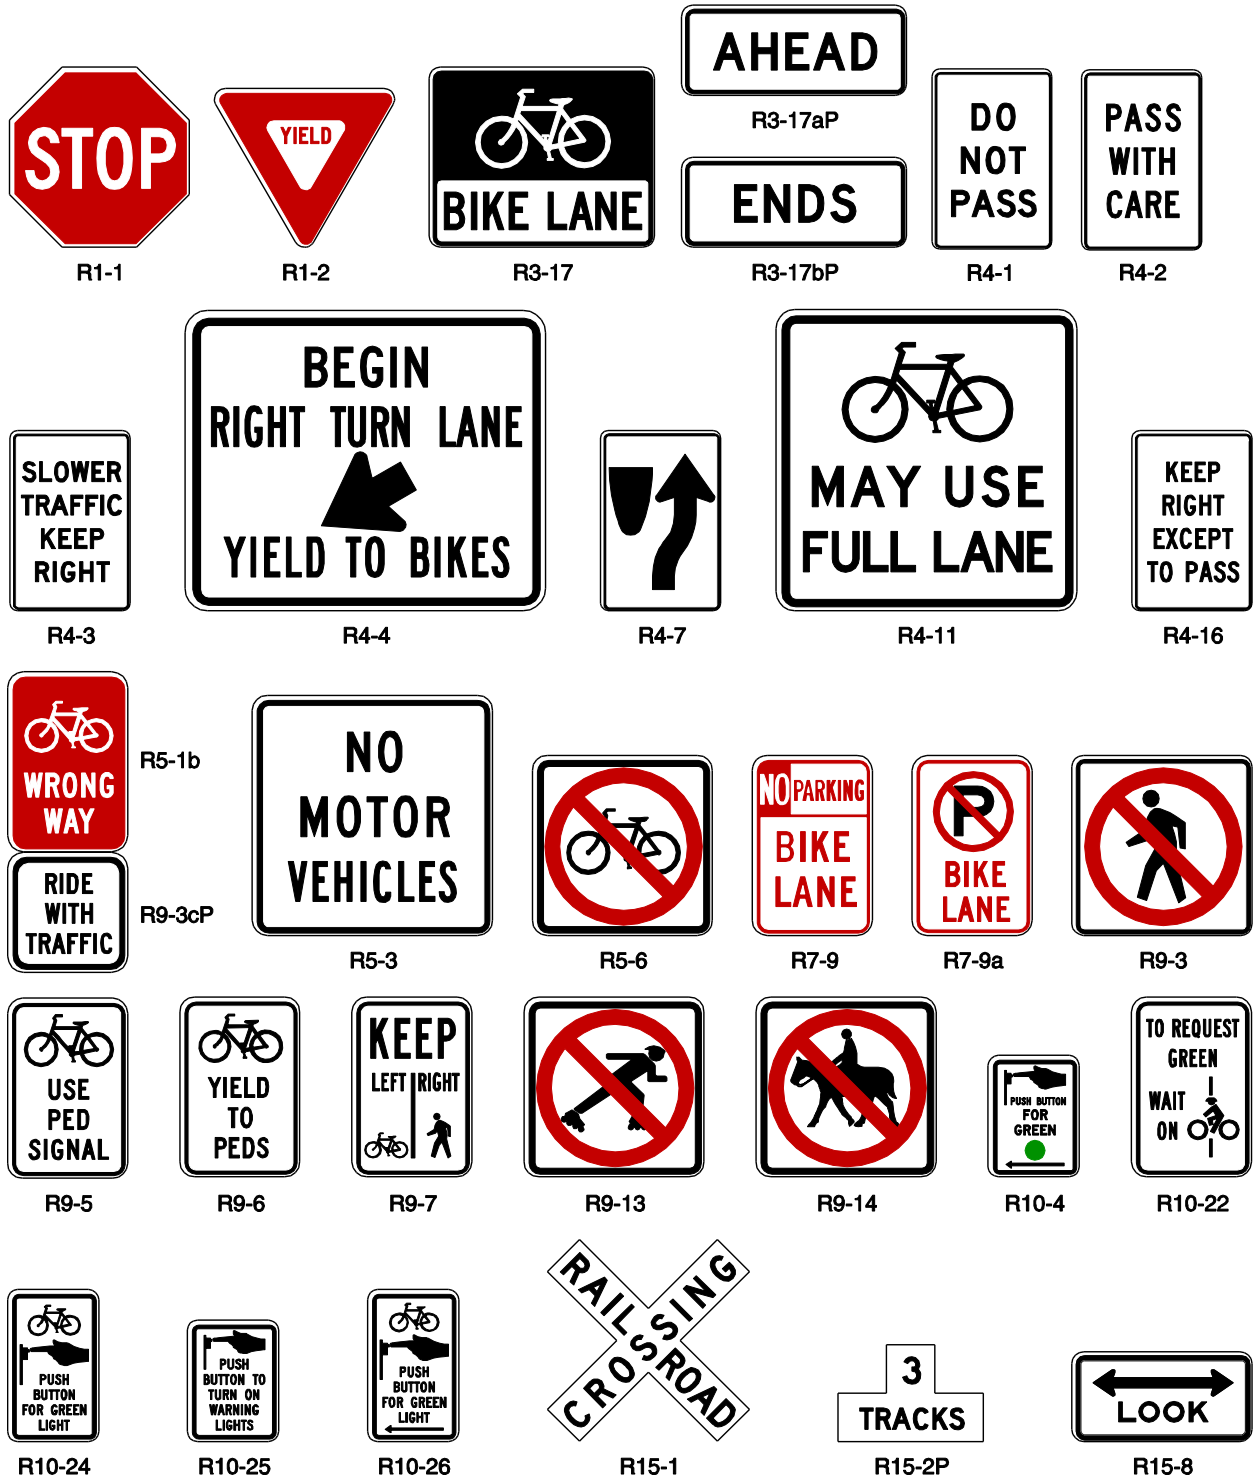 STOP
R1-1
YIELD
R1-2
BIKE LANE
R3-17
AHEAD
R3-17aP
ENDS
R3-17bP
DO
NOT
PASS
R4-1
PASS
WITH
CARE
R4-2
SLOWER
TRAFFIC
KEEP
RIGHT
R4-3
BEGIN
RIGHT TURN LANE
YIELD TO BIKES
R4-4
R4-7
MAY USE
FULL LANE
R4-11
KEEP
RIGHT
EXCEPT
TO PASS
R4-16
WRONG
WAY
R5-1b
RIDE
WITH
TRAFFIC
R9-3cP
NO
MOTOR
VEHICLES
R5-3
R5-6
NO PARKING
BIKE
LANE
R7-9
P
BIKE
LANE
R7-9a
R9-3
USE
PED
SIGNAL
R9-5
YIELD
TO
PEDS
R9-6
KEEP
LEFT RIGHT
R9-7
R9-13
R9-14
PUSH BUTTON
FOR
GREEN
R10-4
TO REQUEST
GREEN
WAIT
ON
R10-22
PUSH
BUTTON
FOR GREEN
LIGHT
R10-24
PUSH
BUTTON TO
TURN ON
WARNING
LIGHTS
R10-25
PUSH
BUTTON
FOR GREEN
LIGHT
R10-26
RAILROAD
CROSSING
R15-1
3
TRACKS
R15-2P
LOOK
R15-8